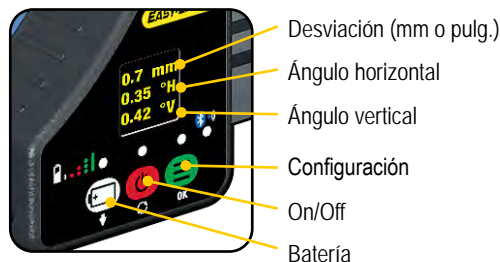 EASY-
0.7 mm
0.35 °H
0.42 °V
OK
Desviación (mm o pulg.)
Ángulo horizontal
Ángulo vertical
Configuración
On/Off
Batería